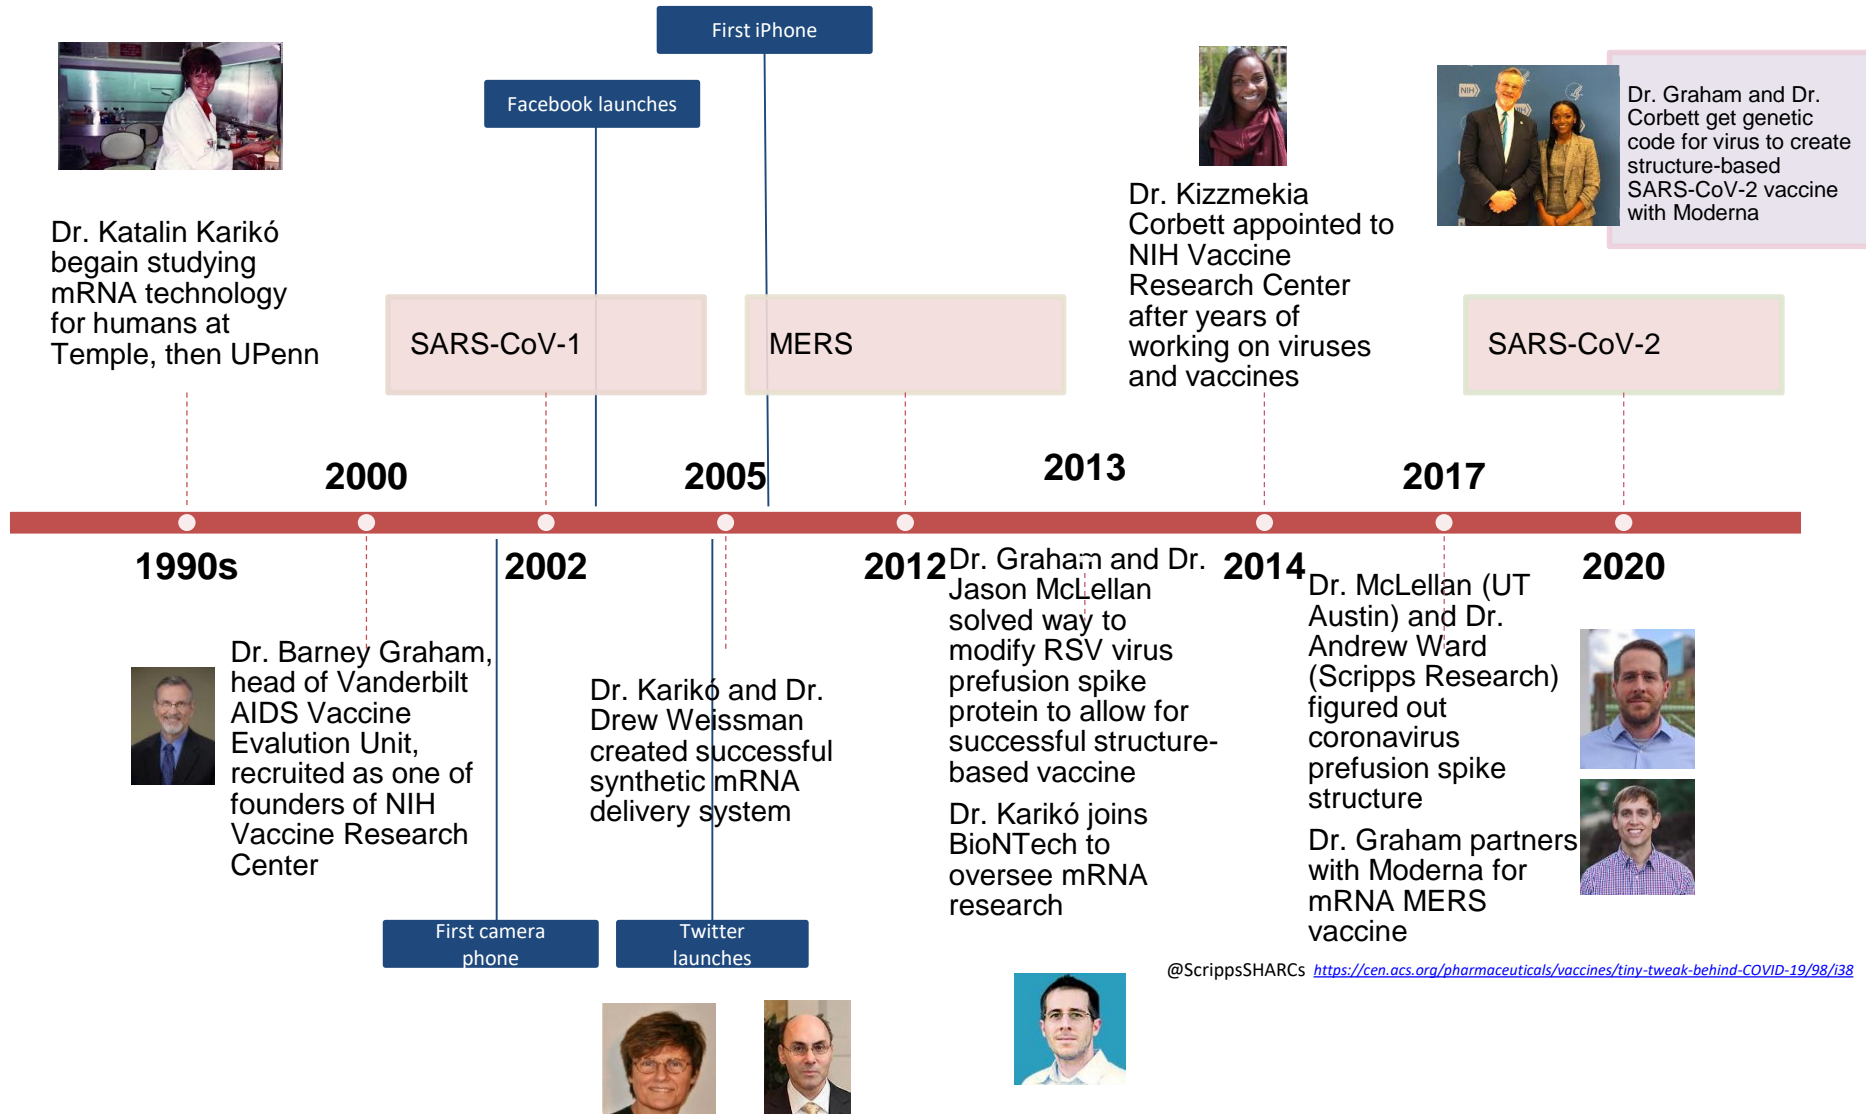 First iPhone
Facebook launches
Dr. Graham and Dr.
Corbett get genetic
code for virus to create
structure-based
SARS-CoV-2 vaccine
with Moderna
NIH
NIH
Dr. Katalin Karikó
begain studying
mRNA technology
for humans at
Temple, then UPenn
SARS-CoV-1
MERS
Dr. Kizzmekia
Corbett appointed to
NIH Vaccine
Research Center
after years of
working on viruses
and vaccines
SARS-CoV-2
2000
2005
2013
2017
1990s
2002
2012
2014
2020
Dr. Barney Graham,
head of Vanderbilt
AIDS Vaccine
Evalution Unit,
recruited as one of
founders of NIH
Vaccine Research
Center
Dr. Karikó and Dr.
Drew Weissman
created successful
synthetic mRNA
delivery system
Dr. Graham and Dr.
Jason McLellan
solved way to
modify RSV virus
prefusion spike
protein to allow for
successful structure-
based vaccine
Dr. Karikó joins
BioNTech to
oversee mRNA
research
Dr. McLellan (UT
Austin) and Dr.
Andrew Ward
(Scripps Research)
figured out
coronavirus
prefusion spike
structure
Dr. Graham partners
with Moderna for
mRNA MERS
vaccine
First camera
phone
Twitter
launches
@ScrippsSHARCs https://cen.acs.org/pharmaceuticals/vaccines/tiny-tweak-behind-COVID-19/98/i38